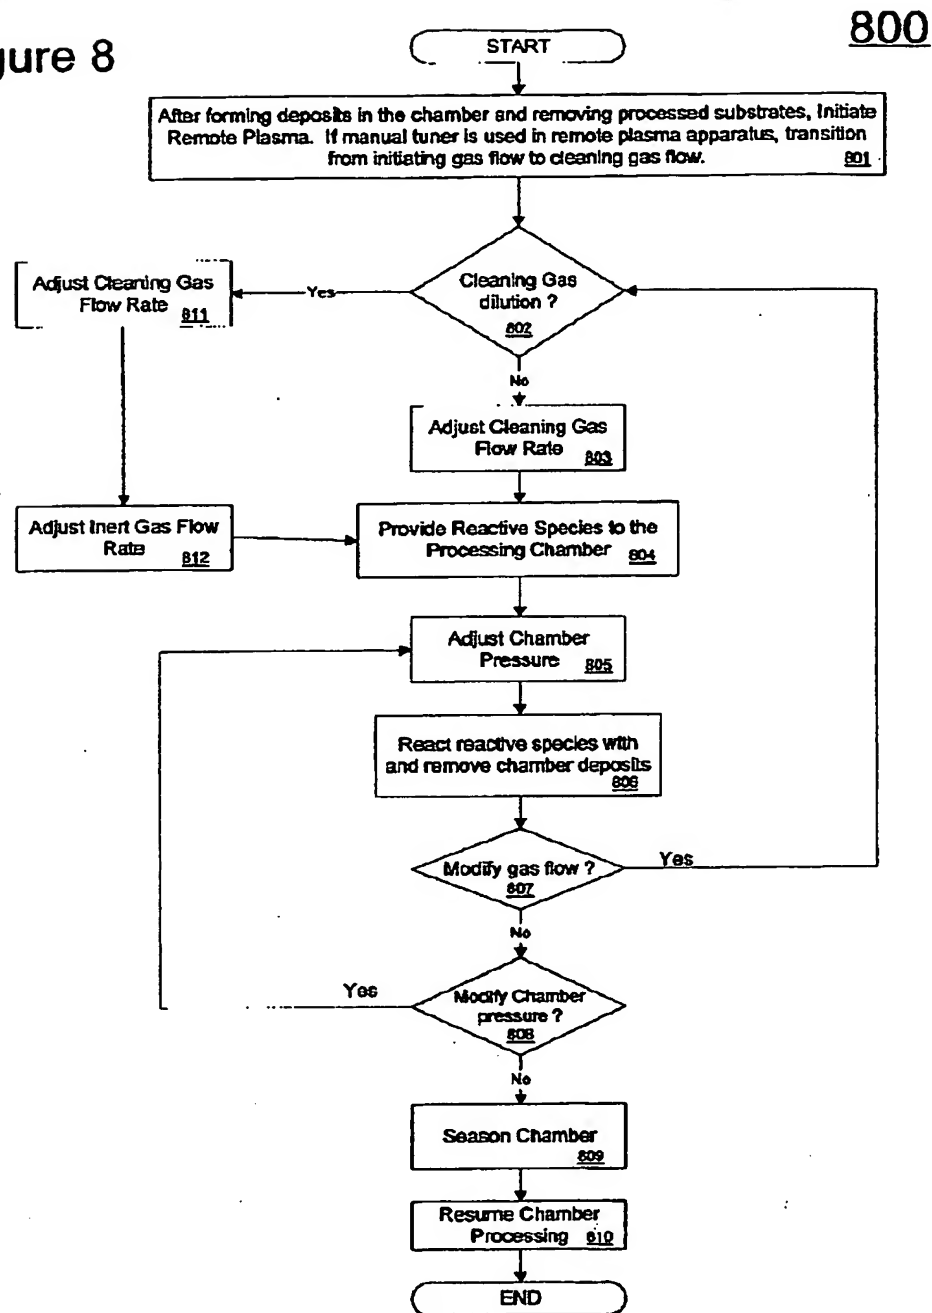 gure 8
800
START
After forming deposits in the chamber and removing processed substrates, Initiate
Remote Plasma. If manual tuner is used in remote plasma apparatus, transition
from initiating gas flow to cleaning gas flow.
801
Cleaning Gas
dilution ?
802
Yes
Adjust Cleaning Gas
Flow Rate
811
No
Adjust Cleaning Gas
Flow Rate
803
Adjust Inert Gas Flow
Rate
812
Provide Reactive Species to the
Processing Chamber
804
Adjust Chamber
Pressure
805
React reactive species with
and remove chamber deposits
806
Modify gas flow ?
807
Yes
No
Modify Chamber
pressure ?
808
Yes
No
Season Chamber
809
Resume Chamber
Processing
810
END